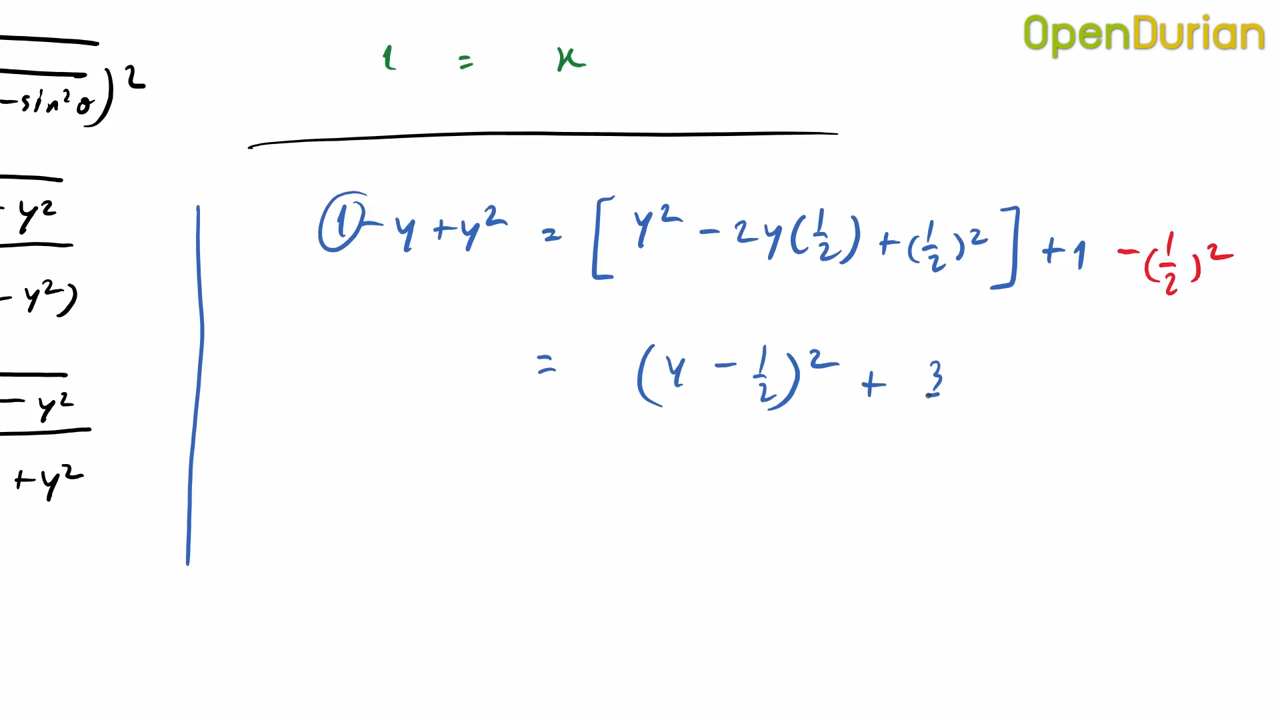 OpenDurian
1 = x
-sin²θ)²
- y²
- y²)
- y²
+y²
1 - y + y² = [y² - 2y(1/2) + (1/2)²] + 1 -(1/2)²
= (y - 1/2)² + 3